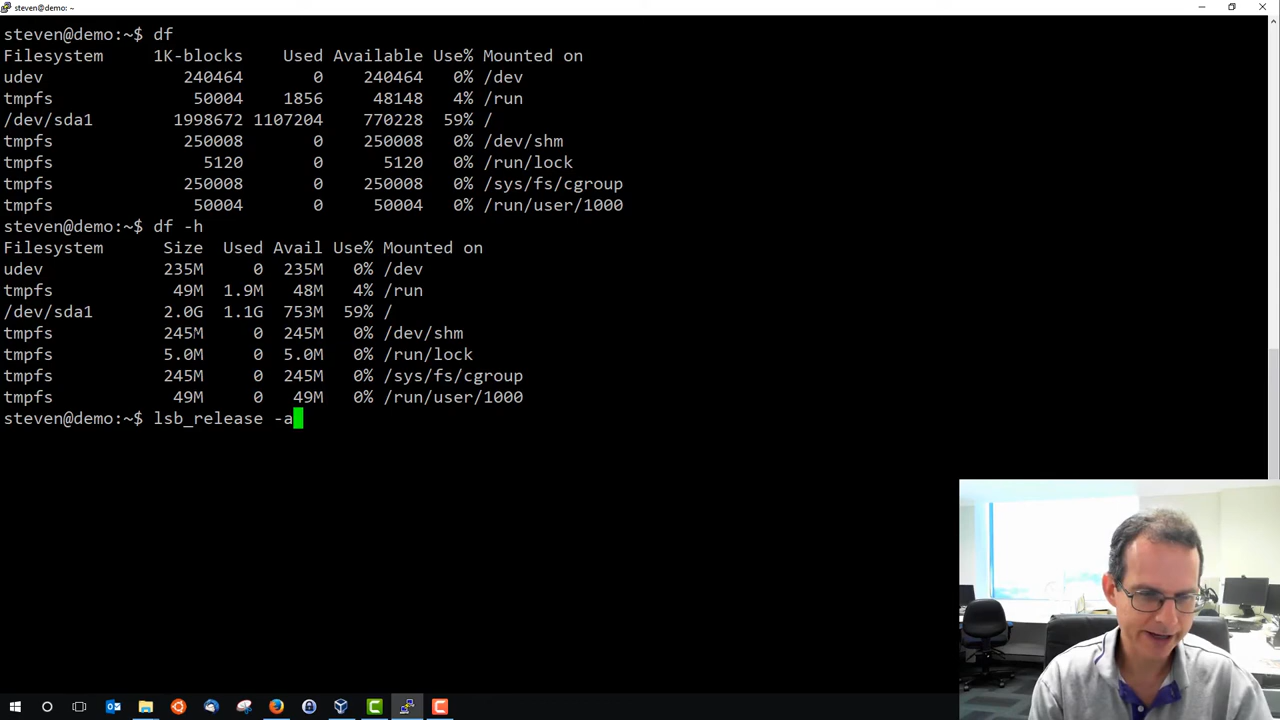 steven@demo: ~
steven@demo:~$ df
Filesystem     1K-blocks    Used Available Use% Mounted on
udev              240464       0    240464   0% /dev
tmpfs              50004    1856     48148   4% /run
/dev/sda1        1998672 1107204    770228  59% /
tmpfs             250008       0    250008   0% /dev/shm
tmpfs               5120       0      5120   0% /run/lock
tmpfs             250008       0    250008   0% /sys/fs/cgroup
tmpfs              50004       0     50004   0% /run/user/1000
steven@demo:~$ df -h
Filesystem      Size  Used Avail Use% Mounted on
udev            235M     0  235M   0% /dev
tmpfs            49M  1.9M   48M   4% /run
/dev/sda1       2.0G  1.1G  753M  59% /
tmpfs           245M     0  245M   0% /dev/shm
tmpfs           5.0M     0  5.0M   0% /run/lock
tmpfs           245M     0  245M   0% /sys/fs/cgroup
tmpfs            49M     0   49M   0% /run/user/1000
steven@demo:~$ lsb_release -a